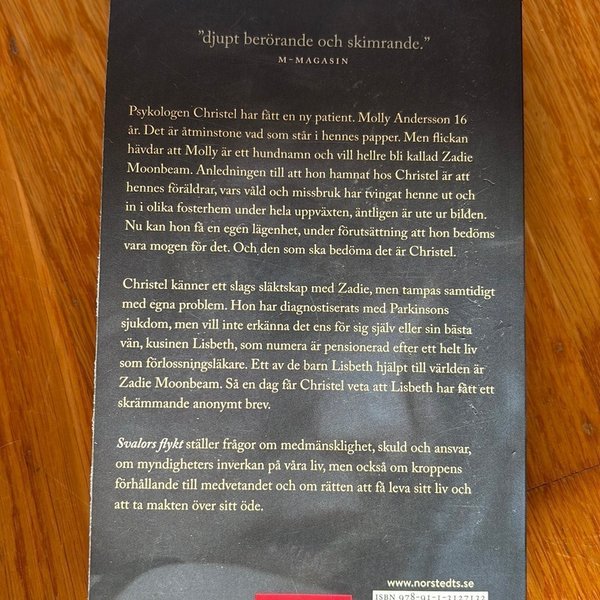 ”djupt berörande och skimrande.”
M-MAGASIN
Psykologen Christel har fått en ny patient. Molly Andersson 16
år. Det är åtminstone vad som står i hennes papper. Men flickan
hävdar att Molly är ett hundnamn och vill hellre bli kallad Zadie
Moonbeam. Anledningen till att hon hamnat hos Christel är att
hennes föräldrar, vars våld och missbruk har tvingat henne ut och
in i olika fosterhem under hela uppväxten, äntligen är ute ur bilden.
Nu kan hon få en egen lägenhet, under förutsättning att hon bedöms
vara mogen för det. Och den som ska bedöma det är Christel.
Christel känner ett slags släktskap med Zadie, men tampas samtidigt
med egna problem. Hon har diagnostiserats med Parkinsons
sjukdom, men vill inte erkänna det ens för sig själv eller sin bästa
vän, kusinen Lisbeth, som numera är pensionerad efter ett helt liv
som förlossningsläkare. Ett av de barn Lisbeth hjälpt till världen är
Zadie Moonbeam. Så en dag får Christel veta att Lisbeth har fått ett
skrämmande anonymt brev.
Svalors flykt ställer frågor om medmänsklighet, skuld och ansvar,
om myndigheters inverkan på våra liv, men också om kroppens
förhållande till medvetandet och om rätten att få leva sitt liv och
att ta makten över sitt öde.
www.norstedts.se
ISBN 978-91-1-3127132